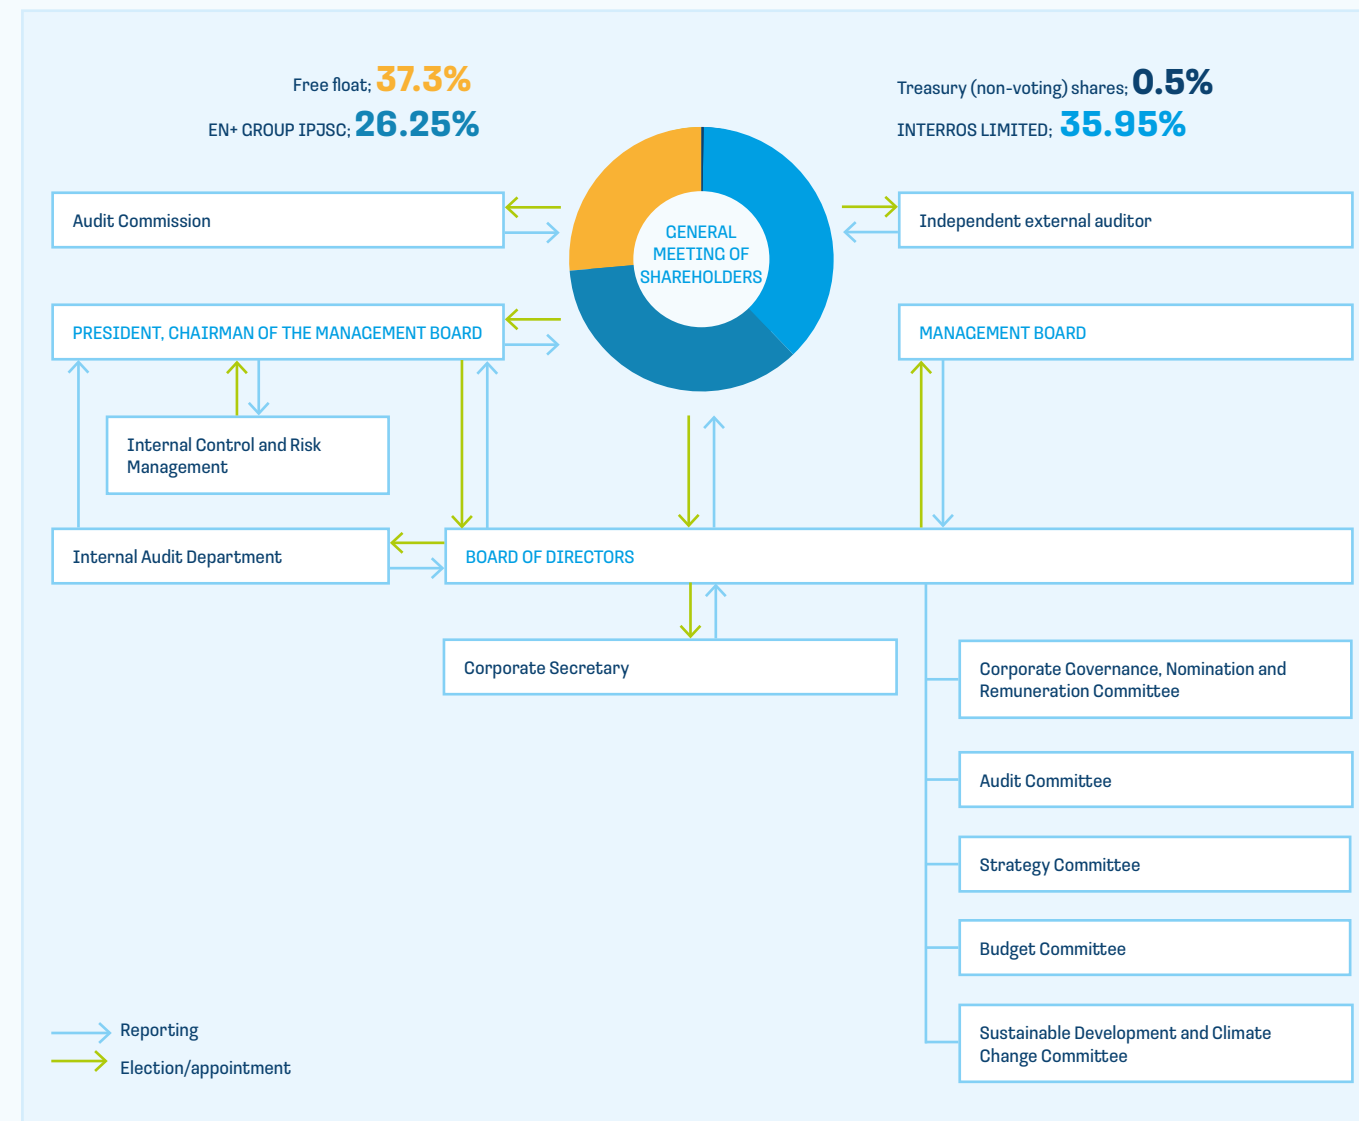 Free float; 37.3%
EN+ GROUP IPJSC; 26.25%
Treasury (non-voting) shares; 0.5%
INTERROS LIMITED; 35.95%
GENERAL
MEETING OF
SHAREHOLDERS
Audit Commission
Independent external auditor
PRESIDENT, CHAIRMAN OF THE MANAGEMENT BOARD
MANAGEMENT BOARD
Internal Control and Risk
Management
Internal Audit Department
BOARD OF DIRECTORS
Corporate Secretary
Corporate Governance, Nomination and
Remuneration Committee
Audit Committee
Strategy Committee
Budget Committee
Sustainable Development and Climate
Change Committee
Reporting
Election/appointment